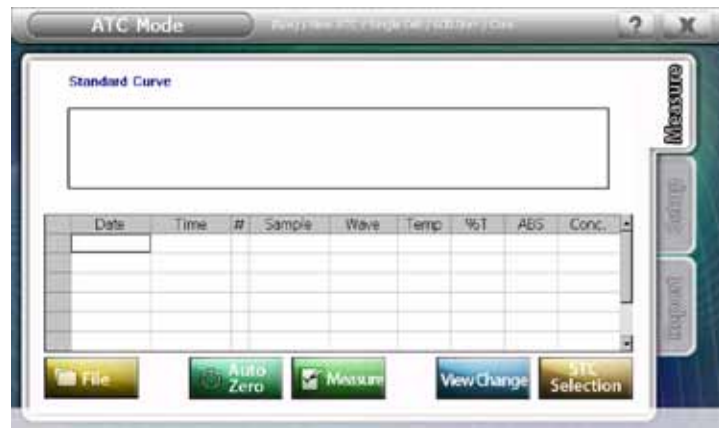 ATC Mode
? X
Measure
Standard Curve
Date Time # Sample Wave Temp %T ABS Conc.
File
Auto
Zero
Measure
View Change
STC
Selection